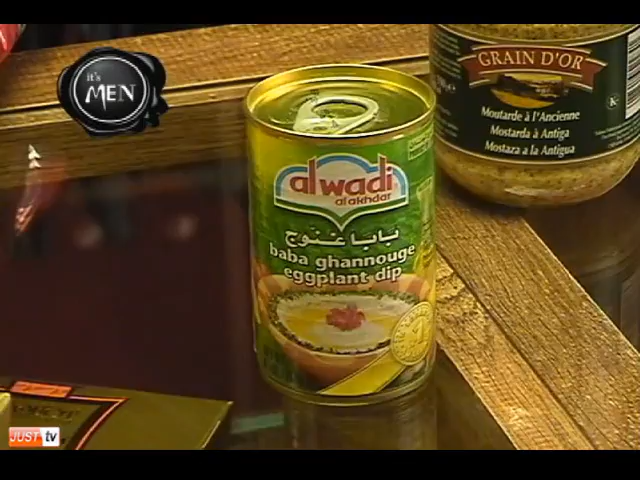 it's
MEN
GRAIN D'OR
Moutarde à l'Ancienne
Mostarda à Antiga
Mostaza a la Antigua
alwadi
al akhdar
بابا غنوج
baba ghannouge
eggplant dip
JUST tv